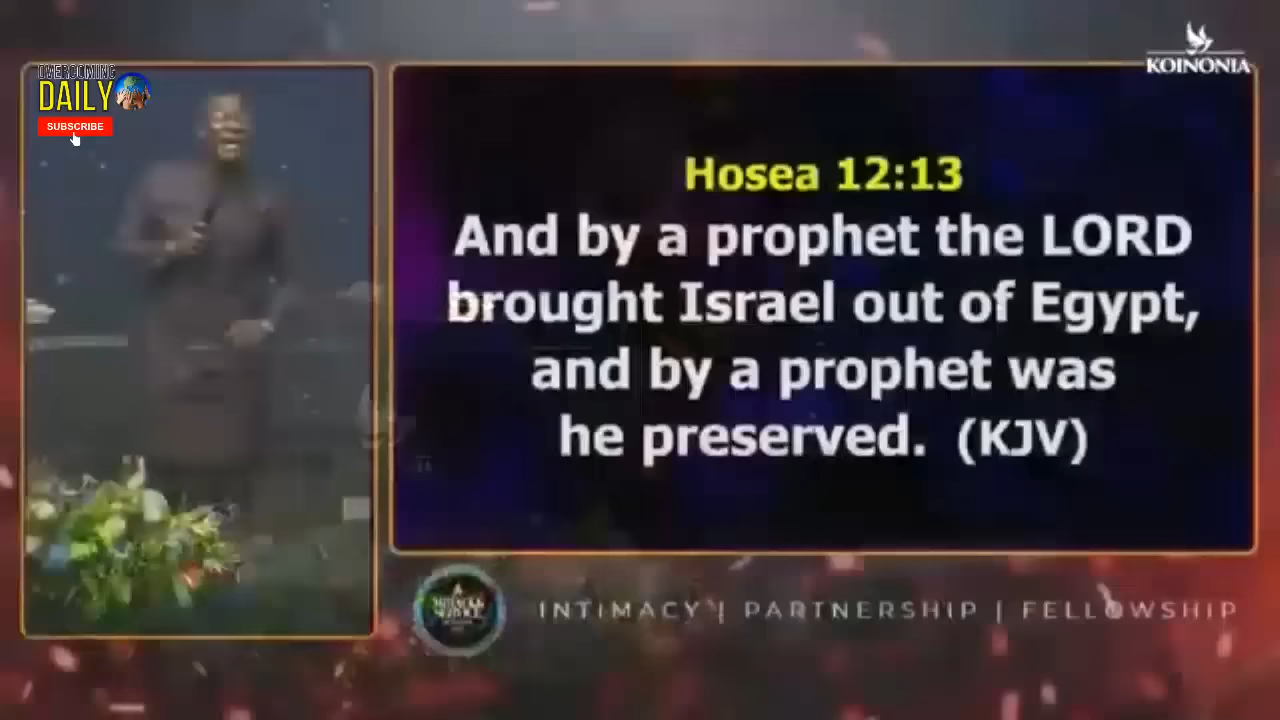 OVERCOMING
DAILY
SUBSCRIBE
KOINONIA
Hosea 12:13
And by a prophet the LORD
brought Israel out of Egypt,
and by a prophet was
he preserved. (KJV)
INTIMACY | PARTNERSHIP | FELLOWSHIP